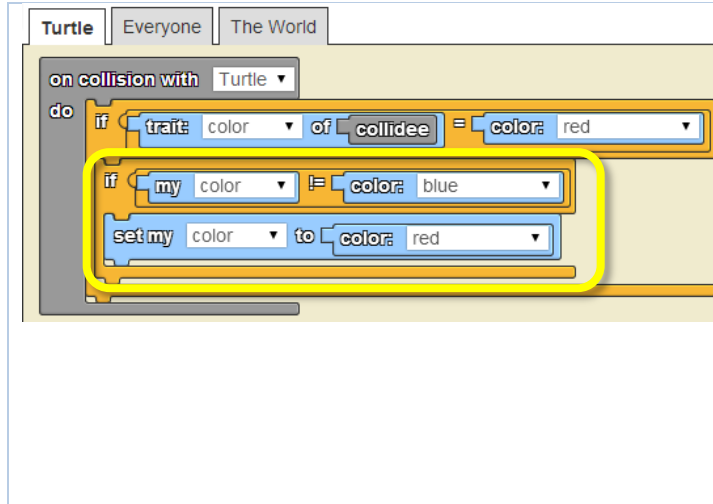 Turtle Everyone The World
on collision with Turtle
do if trait: color of collidee = color: red
if my color != color: blue
set my color to color: red